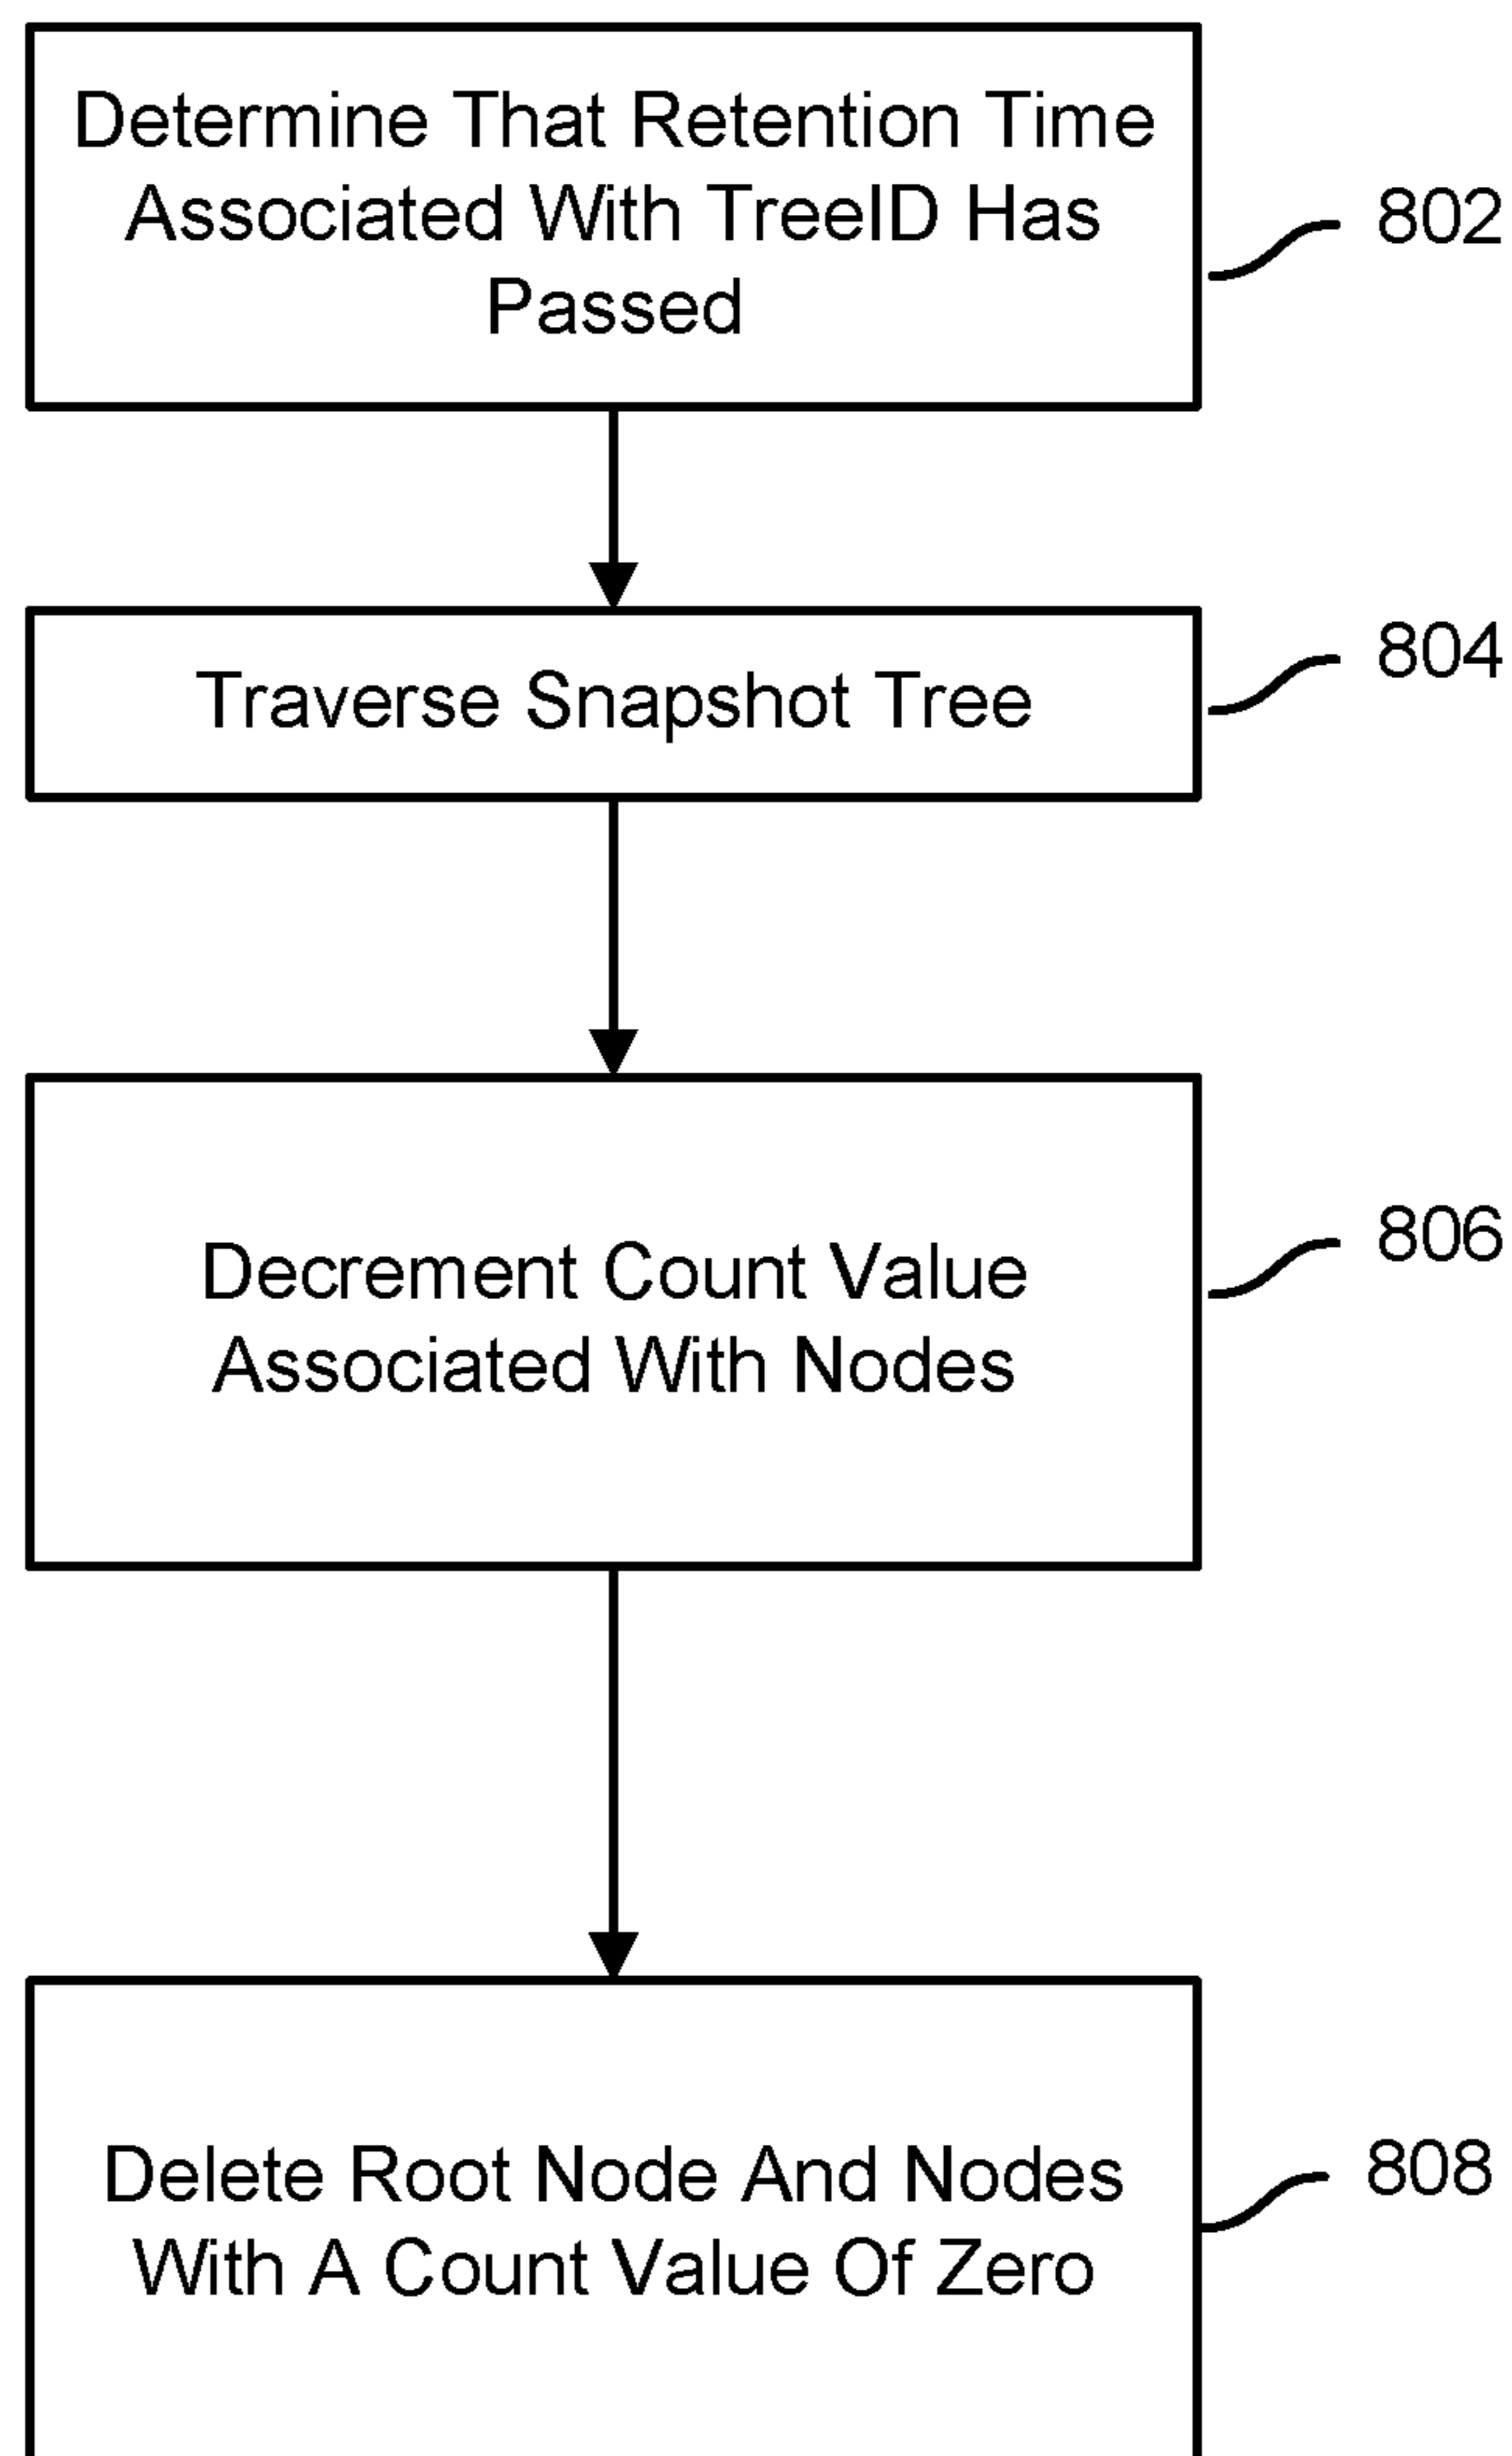 Determine That Retention Time
Associated With TreeID Has
Passed
802
Traverse Snapshot Tree
804
Decrement Count Value
Associated With Nodes
806
Delete Root Node And Nodes
With A Count Value Of Zero
808